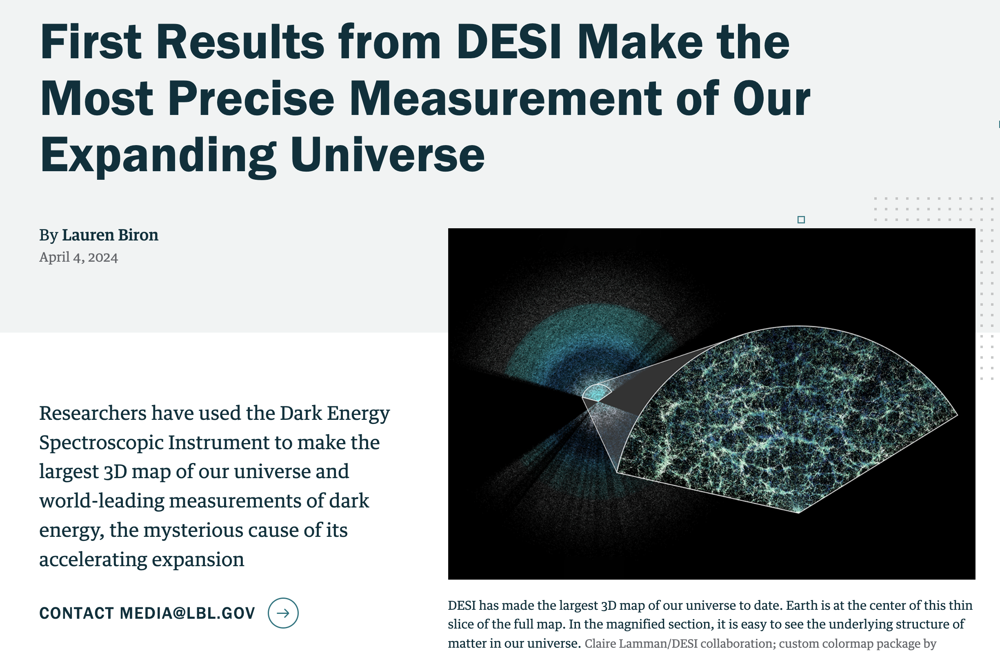 First Results from DESI Make the
Most Precise Measurement of Our
Expanding Universe
By Lauren Biron
April 4, 2024
Researchers have used the Dark Energy
Spectroscopic Instrument to make the
largest 3D map of our universe and
world-leading measurements of dark
energy, the mysterious cause of its
accelerating expansion
CONTACT MEDIA@LBL.GOV
DESI has made the largest 3D map of our universe to date. Earth is at the center of this thin
slice of the full map. In the magnified section, it is easy to see the underlying structure of
matter in our universe. Claire Lamman/DESI collaboration; custom colormap package by